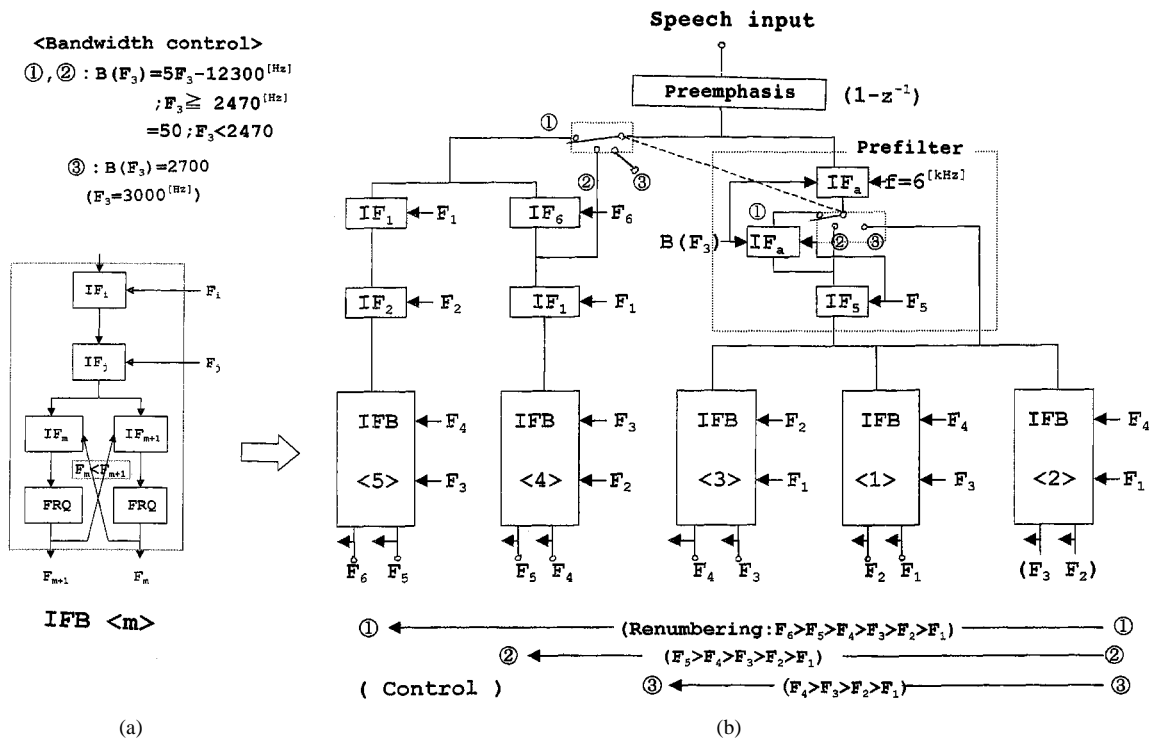 <Bandwidth control>
①,② : B(F₃)=5F₃-12300[Hz]
;F₃≧ 2470[Hz]
=50;F₃<2470
③ : B(F₃)=2700
(F₃=3000[Hz])
IFᵢ
Fᵢ
IFⱼ
Fⱼ
IFₘ
IFₘ₊₁
Fₘ<Fₘ₊₁
FRQ
FRQ
Fₘ₊₁
Fₘ
IFB <m>
(a)
Speech input
Preemphasis
(1-z⁻¹)
①
②
③
Prefilter
IFₐ
f=6[kHz]
①
②
③
B(F₃)
IFₐ
IF₅
F₅
IF₁
F₁
IF₆
F₆
IF₂
F₂
IF₁
F₁
IFB
<5>
F₄
F₃
F₆
F₅
IFB
<4>
F₃
F₂
F₅
F₄
IFB
<3>
F₂
F₁
F₄
F₃
IFB
<1>
F₄
F₃
F₂
F₁
IFB
<2>
F₄
F₁
(F₃ F₂)
① (Renumbering:F₆>F₅>F₄>F₃>F₂>F₁) ①
② (F₅>F₄>F₃>F₂>F₁) ②
( Control ) ③ (F₄>F₃>F₂>F₁) ③
(b)